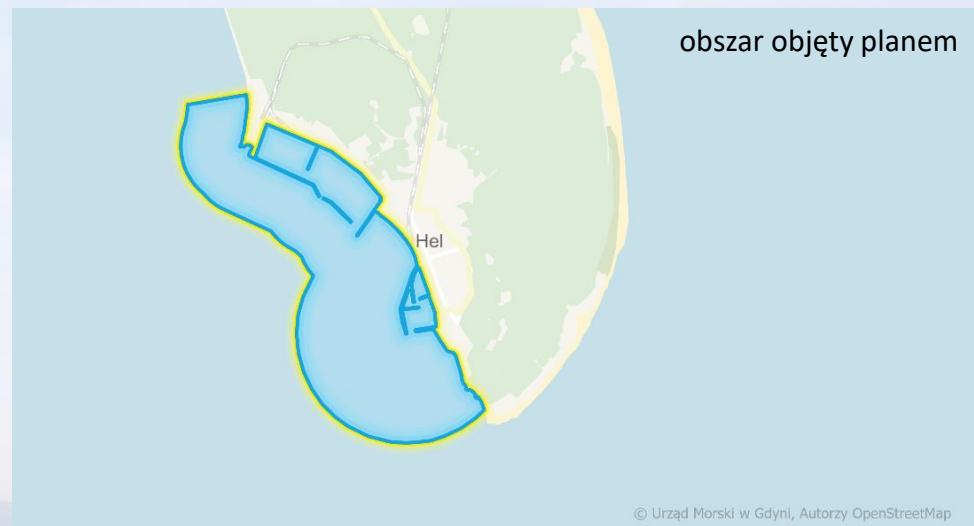 obszar objęty planem
Hel
© Urząd Morski w Gdyni, Autorzy OpenStreetMap